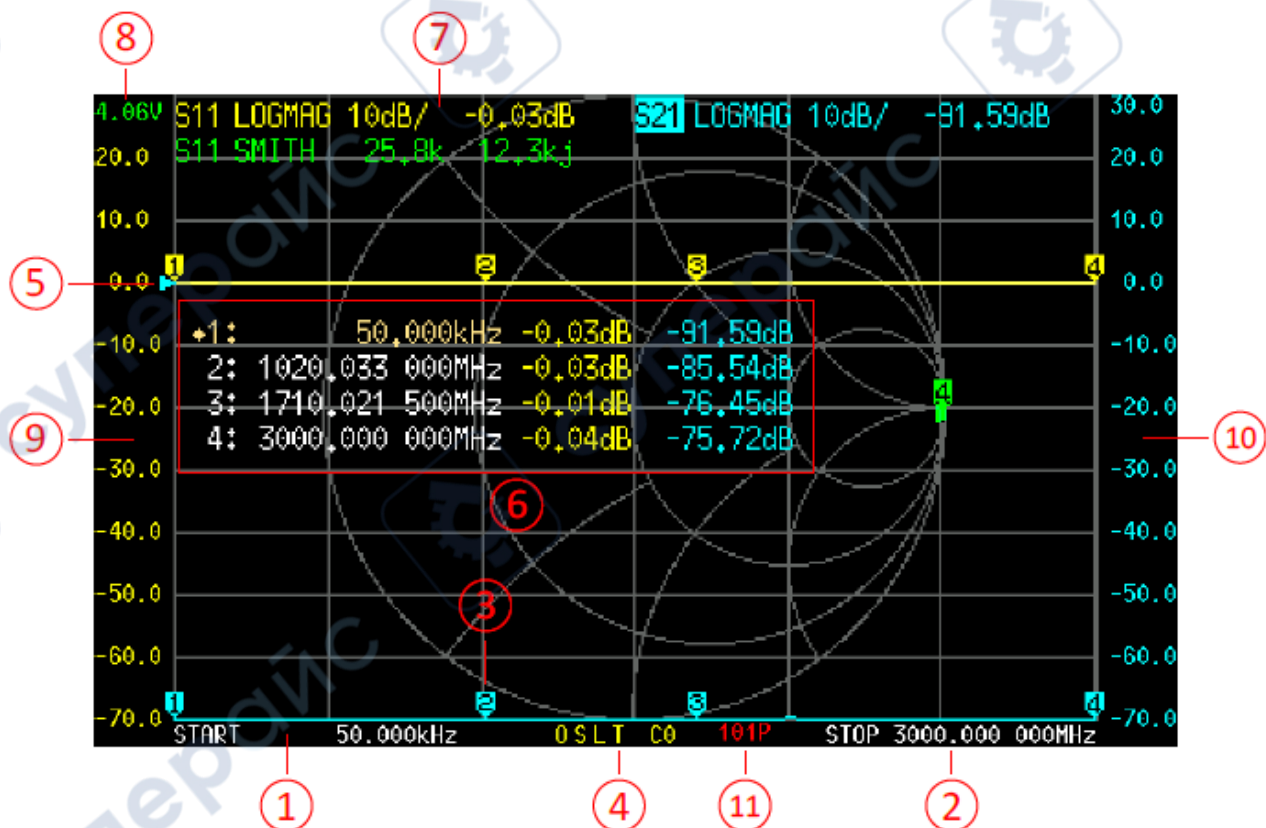 8 7
4.06V S11 LOGMAG 10dB/ -0.03dB S21 LOGMAG 10dB/ -91.59dB 30.0
20.0 S11 SMITH 25.8k 12.3kj 20.0
10.0 10.0
1 2 3 4
5 0.0 0.0
1: 50.000kHz -0.03dB -91.59dB
-10.0 -10.0
2: 1020.033 000MHz -0.03dB -85.54dB
4
3: 1710.021 500MHz -0.01dB -76.45dB
-20.0 -20.0
4: 3000.000 000MHz -0.04dB -75.72dB
9 10
-30.0 -30.0
6
-40.0 -40.0
-50.0 -50.0
3
-60.0 -60.0
1 2 3 4
-70.0 -70.0
START 50.000kHz OSLT C0 101P STOP 3000.000 000MHz
1 4 11 2
суперайс
суперайс